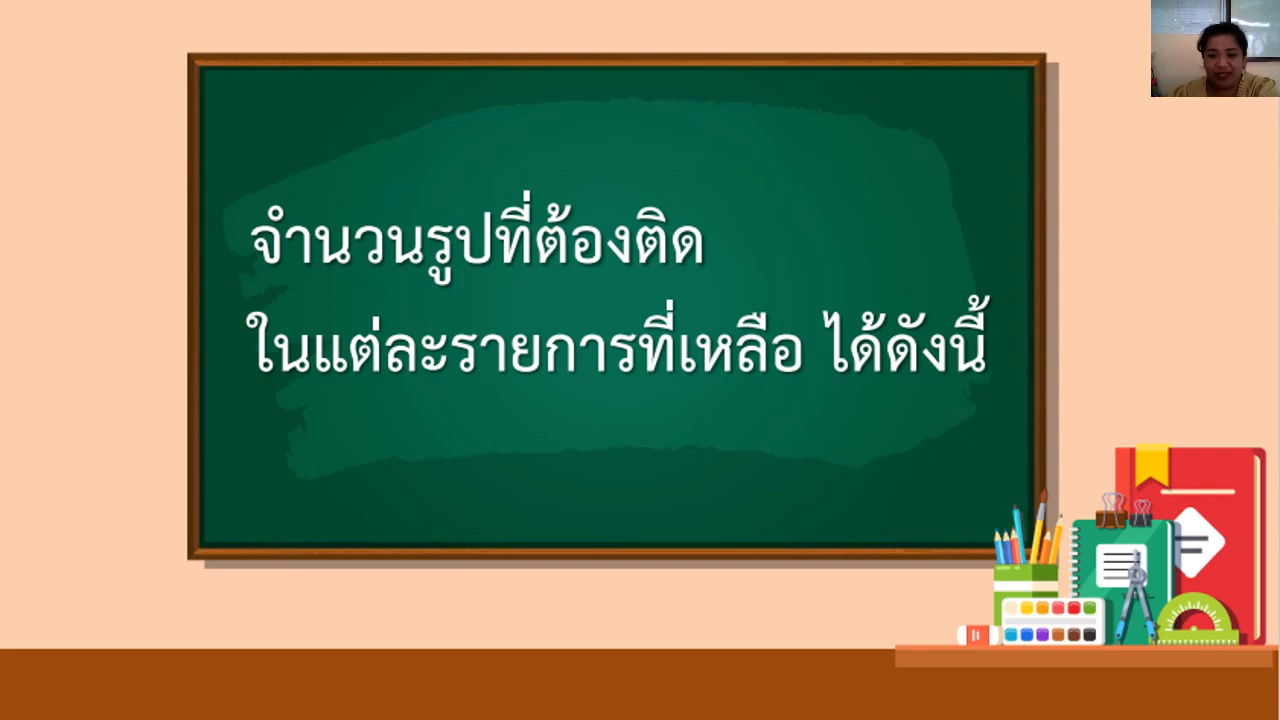 จำนวนรูปที่ต้องติด
ในแต่ละรายการที่เหลือ ได้ดังนี้